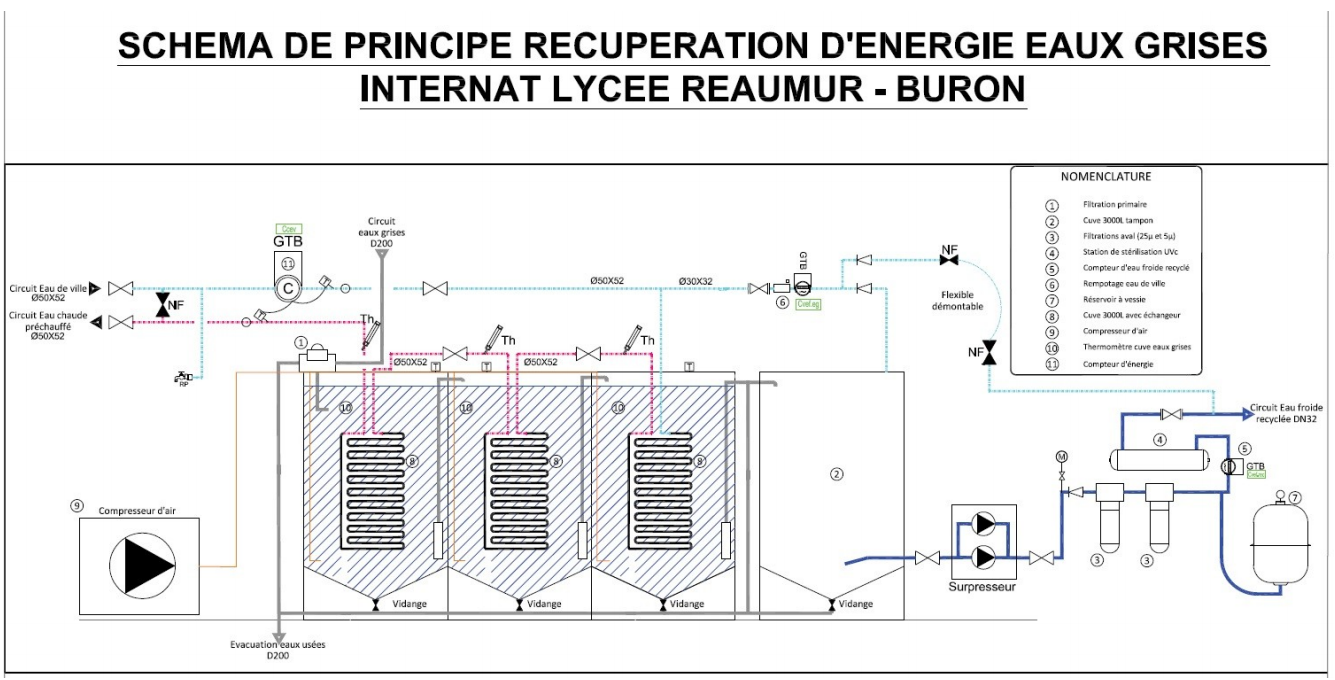 SCHEMA DE PRINCIPE RECUPERATION D'ENERGIE EAUX GRISES
INTERNAT LYCEE REAUMUR - BURON
NOMENCLATURE
1 Filtration primaire
2 Cuve 3000L tampon
3 Filtrations aval (25µ et 5µ)
4 Station de stérilisation UVc
5 Compteur d'eau froide recyclé
6 Rempotage eau de ville
7 Réservoir à vessie
8 Cuve 3000L avec échangeur
9 Compresseur d'air
10 Thermomètre cuve eaux grises
11 Compteur d'énergie
Circuit
eaux grises
D200
GTB
11
C
Circuit Eau de ville
Ø50X52
NF
Circuit Eau chaude
préchauffé
Ø50X52
RP
Ø50X52
Ø30X32
GTB
6
NF
Flexible
démontable
NF
Th
Th
Th
1
Ø50X52
Ø50X52
T
T
T
10
10
10
8
8
8
2
Circuit Eau froide
recyclée DN32
4
5
GTB
M
3
3
7
9
Compresseur d'air
Surpresseur
Vidange
Vidange
Vidange
Vidange
Evacuation eaux usées
D200